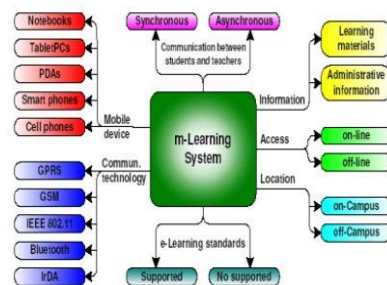 Notebooks
TabletPCs
PDAs
Smart phones
Cell phones
Mobile
device
Synchronous
Asynchronous
Communication between
students and teachers
Learning
materials
Administrative
information
Information
m-Learning
System
Access
on-line
off-line
Location
on-Campus
off-Campus
Commun.
technology
GPRS
GSM
IEEE 802.11
Bluetooth
IrDA
e-Learning standards
Supported
No supported